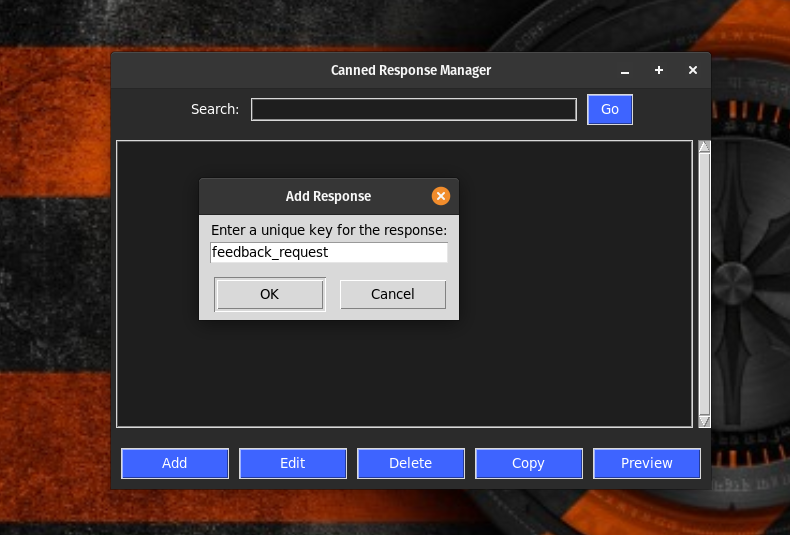 Canned Response Manager
Search:
Go
Add Response
Enter a unique key for the response:
feedback_request
OK
Cancel
Add
Edit
Delete
Copy
Preview